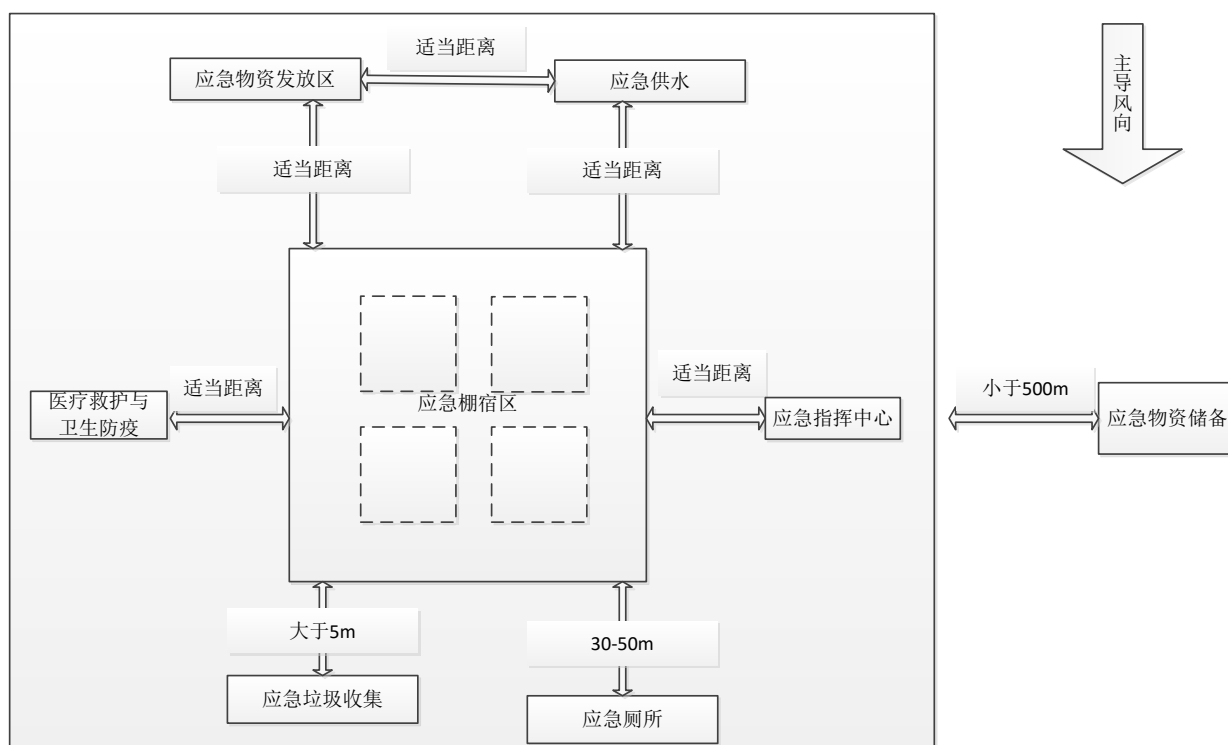 适当距离
应急物资发放区
应急供水
主导风向
适当距离
适当距离
适当距离
医疗救护与
卫生防疫
应急棚宿区
适当距离
应急指挥中心
小于500m
应急物资储备
大于5m
30-50m
应急垃圾收集
应急厕所